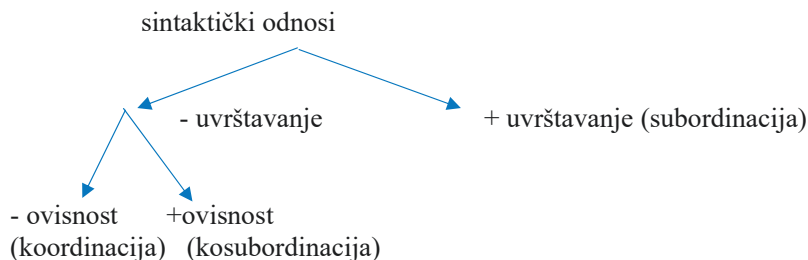 sintaktički odnosi
- uvrštavanje + uvrštavanje (subordinacija)
- ovisnost +ovisnost
(koordinacija) (kosubordinacija)